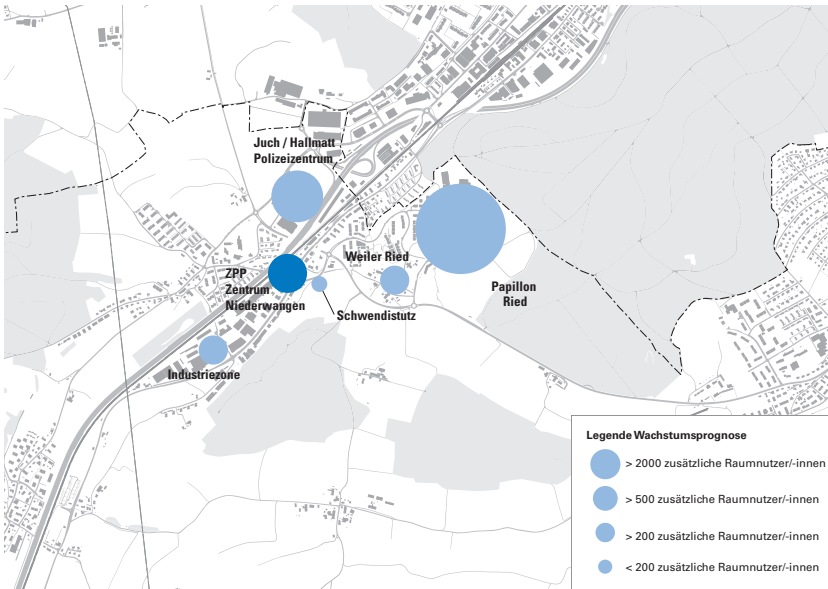 Juch / Hallmatt
Polizeizentrum
Weiler Ried
ZPP
Zentrum
Niederwangen
Papillon
Ried
Schwendistutz
Industriezone
Legende Wachstumsprognose
> 2000 zusätzliche Raumnutzer/-innen
> 500 zusätzliche Raumnutzer/-innen
> 200 zusätzliche Raumnutzer/-innen
< 200 zusätzliche Raumnutzer/-innen